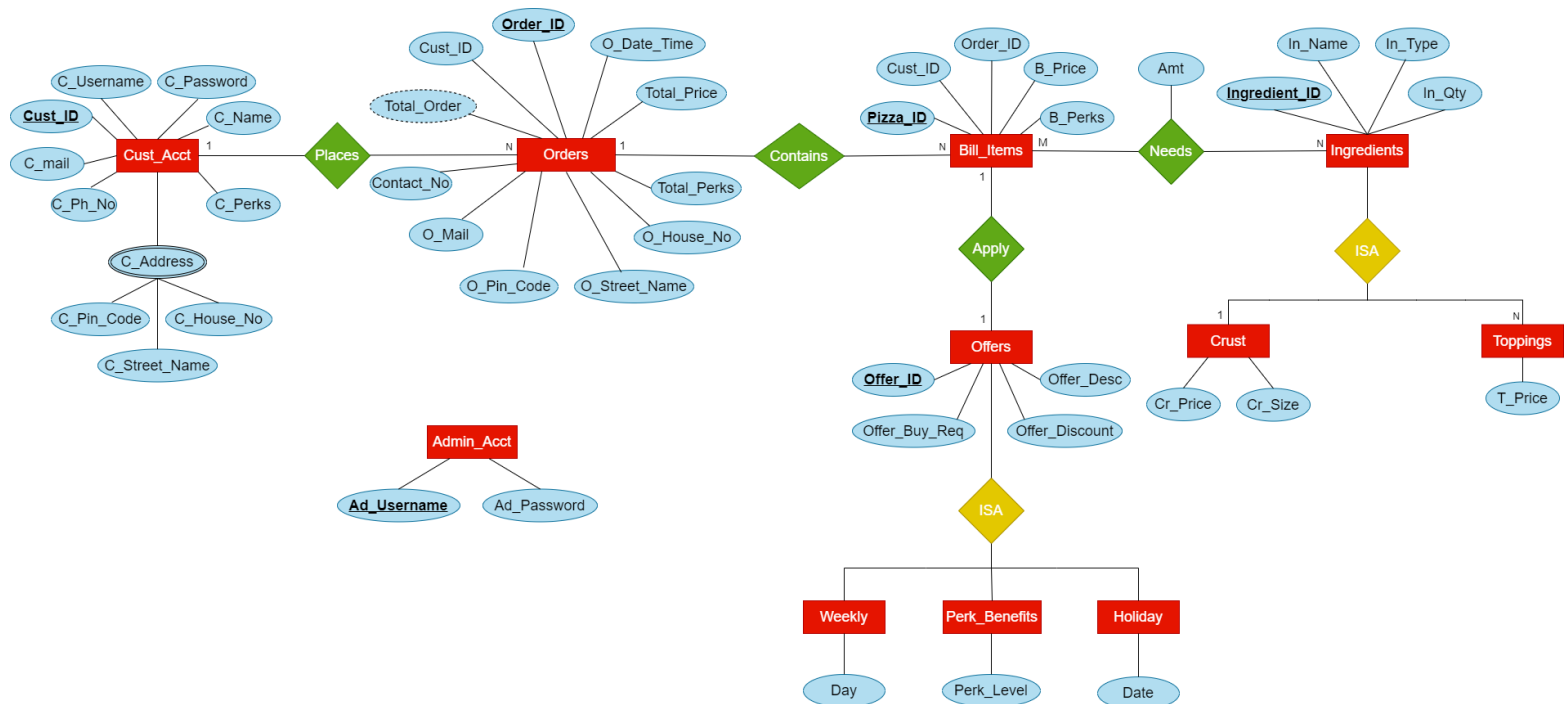 Order_ID
Cust_ID
O_Date_Time
Total_Order
Total_Price
Orders
Contact_No
Total_Perks
O_Mail
O_House_No
O_Pin_Code
O_Street_Name
C_Username
C_Password
Cust_ID
C_Name
Cust_Acct
C_mail
C_Ph_No
C_Perks
C_Address
C_Pin_Code
C_House_No
C_Street_Name
1
Places
N
1
Contains
N
Order_ID
Cust_ID
B_Price
Pizza_ID
B_Perks
Bill_Items
M
Amt
Needs
N
In_Name
In_Type
Ingredient_ID
In_Qty
Ingredients
1
Apply
1
ISA
1
N
Crust
Toppings
Cr_Price
Cr_Size
T_Price
Offers
Offer_ID
Offer_Desc
Offer_Buy_Req
Offer_Discount
Admin_Acct
Ad_Username
Ad_Password
ISA
Weekly
Perk_Benefits
Holiday
Day
Perk_Level
Date